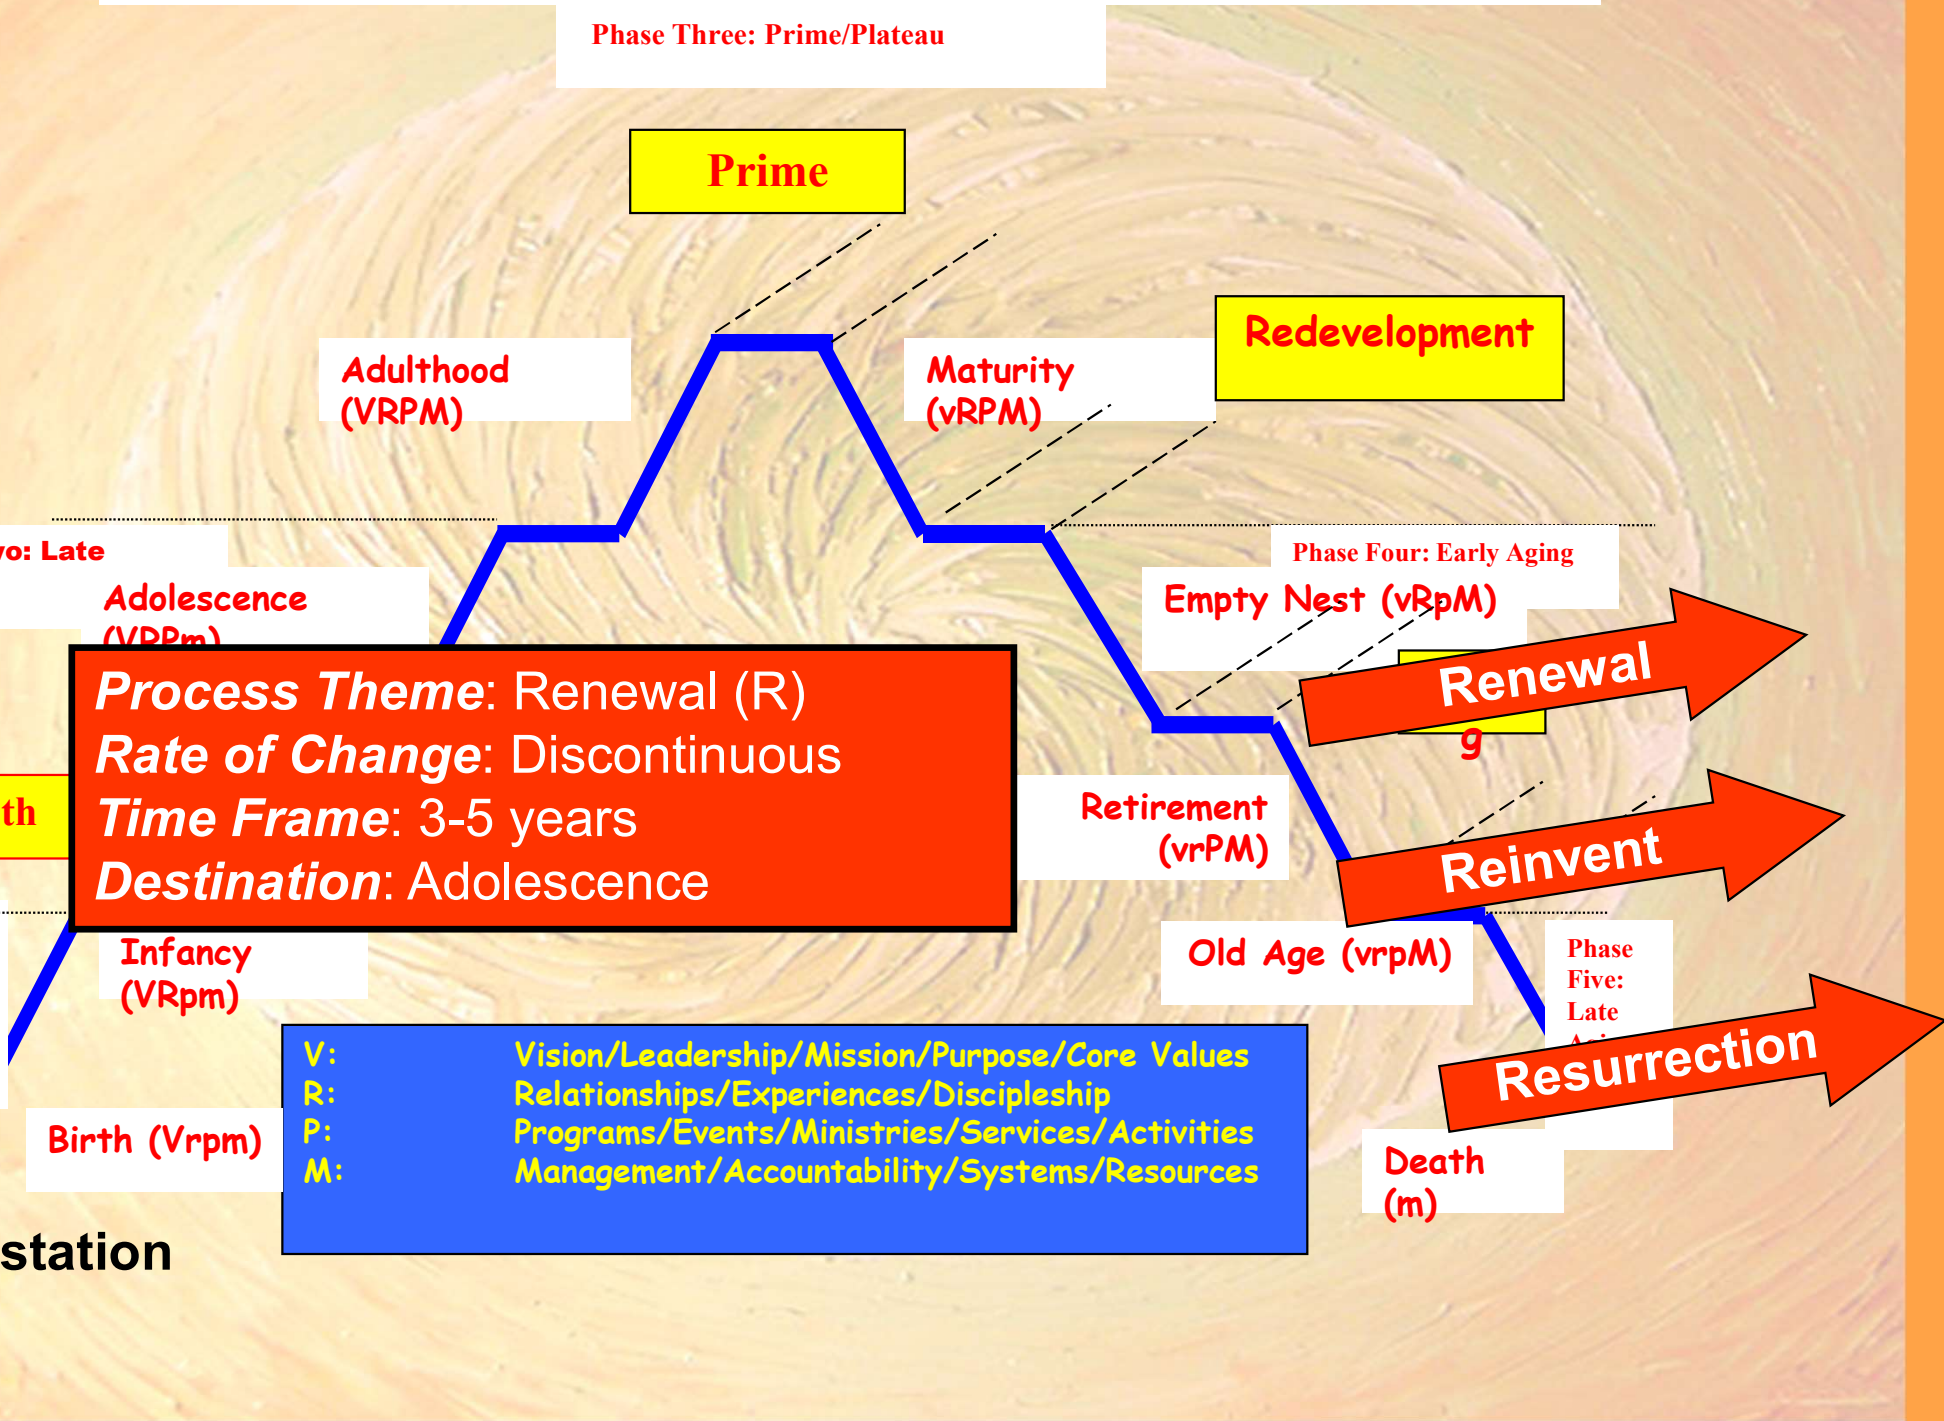 Phase Three: Prime/Plateau
Prime
Redevelopment
Adulthood
(VRPM)
Maturity
(vRPM)
Late
Phase Four: Early Aging
Adolescence
(VRPm)
Empty Nest (vRpM)
Renewal
g
Process Theme: Renewal (R)
Rate of Change: Discontinuous
Time Frame: 3-5 years
Destination: Adolescence
th
Retirement
(vrPM)
Reinvent
Infancy
(VRpm)
Old Age (vrpM)
Phase
Five:
Late
Resurrection
V: Vision/Leadership/Mission/Purpose/Core Values
R: Relationships/Experiences/Discipleship
P: Programs/Events/Ministries/Services/Activities
M: Management/Accountability/Systems/Resources
Birth (Vrpm)
Death
(m)
station